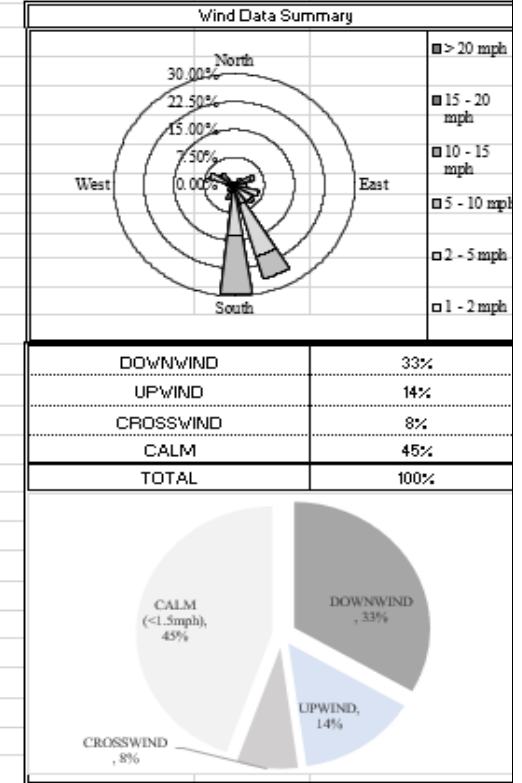 Wind Data Summary
North
30.00%
22.50%
15.00%
7.50%
0.00%
West
East
South
> 20 mph
15 - 20
mph
10 - 15
mph
5 - 10 mph
2 - 5 mph
1 - 2 mph
DOWNWIND 33%
UPWIND 14%
CROSSWIND 8%
CALM 45%
TOTAL 100%
CALM
(<1.5mph),
45%
DOWNWIND
, 33%
UPWIND,
14%
CROSSWIND
, 8%